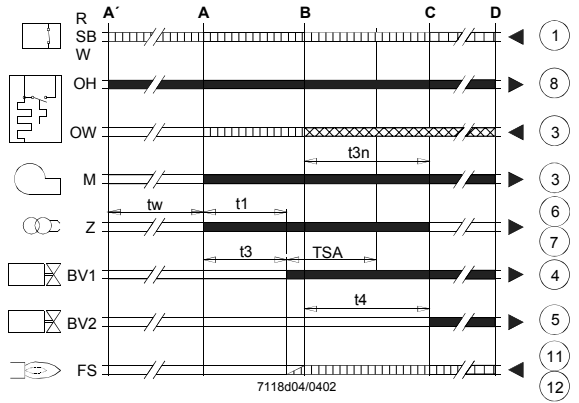 A´ A B C D
R
SB 1
W
OH 8
OW 3
t3n
M 3
tw t1 6
Z 7
t3 TSA
BV1 4
t4
BV2 5
11
FS 12
7118d04/0402